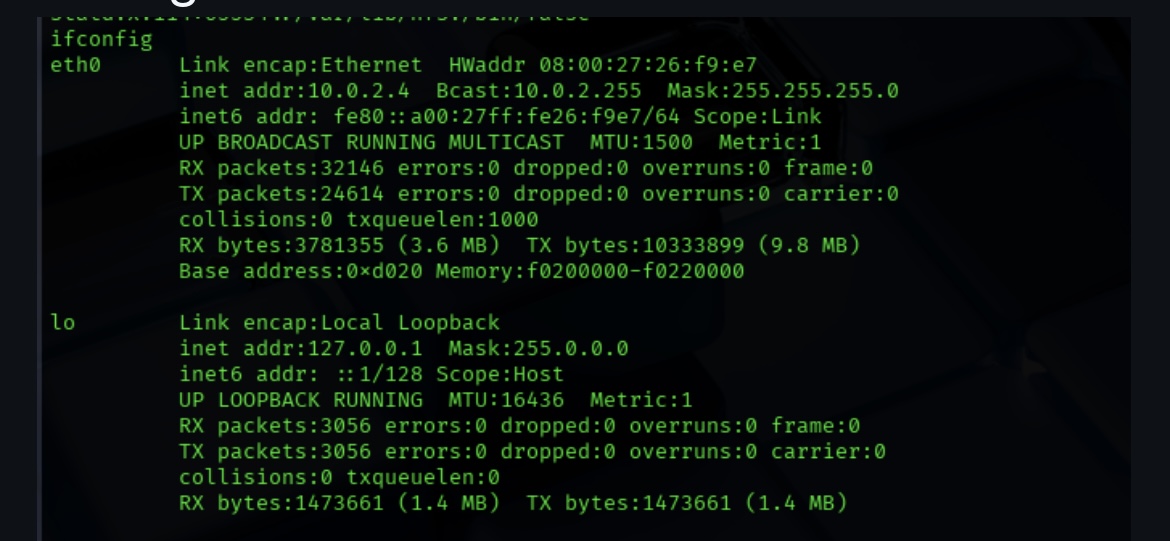 ifconfig
eth0 Link encap:Ethernet HWaddr 08:00:27:26:f9:e7
inet addr:10.0.2.4 Bcast:10.0.2.255 Mask:255.255.255.0
inet6 addr: fe80::a00:27ff:fe26:f9e7/64 Scope:Link
UP BROADCAST RUNNING MULTICAST MTU:1500 Metric:1
RX packets:32146 errors:0 dropped:0 overruns:0 frame:0
TX packets:24614 errors:0 dropped:0 overruns:0 carrier:0
collisions:0 txqueuelen:1000
RX bytes:3781355 (3.6 MB) TX bytes:10333899 (9.8 MB)
Base address:0×d020 Memory:f0200000-f0220000
lo Link encap:Local Loopback
inet addr:127.0.0.1 Mask:255.0.0.0
inet6 addr: ::1/128 Scope:Host
UP LOOPBACK RUNNING MTU:16436 Metric:1
RX packets:3056 errors:0 dropped:0 overruns:0 frame:0
TX packets:3056 errors:0 dropped:0 overruns:0 carrier:0
collisions:0 txqueuelen:0
RX bytes:1473661 (1.4 MB) TX bytes:1473661 (1.4 MB)